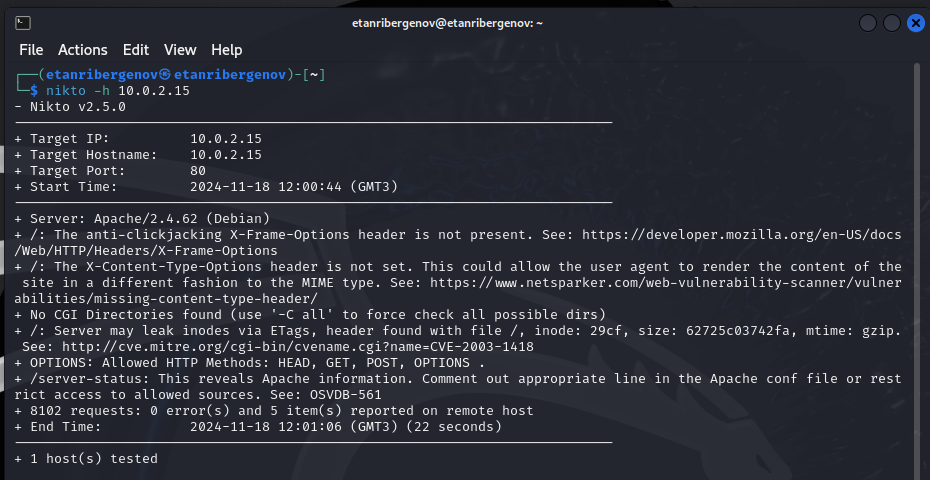 etanribergenov@etanribergenov: ~
File Actions Edit View Help
┌──(etanribergenov㉿etanribergenov)-[~]
└─$ nikto -h 10.0.2.15
- Nikto v2.5.0
---------------------------------------------------------------------------
+ Target IP:          10.0.2.15
+ Target Hostname:    10.0.2.15
+ Target Port:        80
+ Start Time:         2024-11-18 12:00:44 (GMT3)
---------------------------------------------------------------------------
+ Server: Apache/2.4.62 (Debian)
+ /: The anti-clickjacking X-Frame-Options header is not present. See: https://developer.mozilla.org/en-US/docs
/Web/HTTP/Headers/X-Frame-Options
+ /: The X-Content-Type-Options header is not set. This could allow the user agent to render the content of the
 site in a different fashion to the MIME type. See: https://www.netsparker.com/web-vulnerability-scanner/vulner
abilities/missing-content-type-header/
+ No CGI Directories found (use '-C all' to force check all possible dirs)
+ /: Server may leak inodes via ETags, header found with file /, inode: 29cf, size: 62725c03742fa, mtime: gzip.
 See: http://cve.mitre.org/cgi-bin/cvename.cgi?name=CVE-2003-1418
+ OPTIONS: Allowed HTTP Methods: HEAD, GET, POST, OPTIONS .
+ /server-status: This reveals Apache information. Comment out appropriate line in the Apache conf file or rest
rict access to allowed sources. See: OSVDB-561
+ 8102 requests: 0 error(s) and 5 item(s) reported on remote host
+ End Time:           2024-11-18 12:01:06 (GMT3) (22 seconds)
---------------------------------------------------------------------------
+ 1 host(s) tested